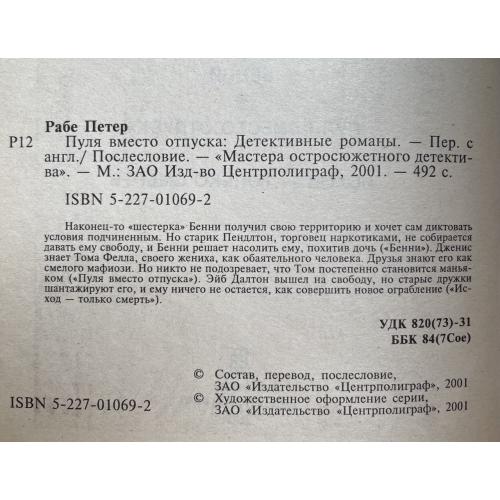 Рабе Петер
Р12 Пуля вместо отпуска: Детективные романы. — Пер. с
англ./ Послесловие. — «Мастера остросюжетного детекти-
ва». — М.: ЗАО Изд-во Центрполиграф, 2001. — 492 с.
ISBN 5-227-01069-2
Наконец-то «шестерка» Бенни получил свою территорию и хочет сам диктовать
условия подчиненным. Но старик Пендлтон, торговец наркотиками, не собирается
давать ему свободу, и Бенни решает насолить ему, похитив дочь («Бенни»). Дженис
знает Тома Фелла, своего жениха, как обаятельного человека. Друзья знают его как
смелого мафиози. Но никто не подозревает, что Том постепенно становится маньяком
ком («Пуля вместо отпуска»). Эйб Далтон вышел на свободу, но старые дружки
шантажируют его, и ему ничего не остается, как совершить новое ограбление («Ис-
ход — только смерть»).
УДК 820(73)-31
ББК 84(7Сое)
© Состав, перевод, послесловие,
ЗАО «Издательство «Центрполиграф», 2001
© Художественное оформление серии,
ISBN 5-227-01069-2 ЗАО «Издательство «Центрполиграф», 2001